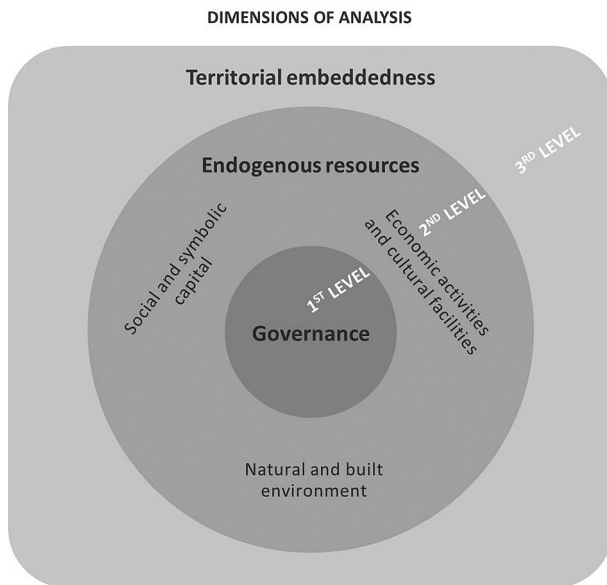 DIMENSIONS OF ANALYSIS
Territorial embeddedness
3RD LEVEL
Endogenous resources
2ND LEVEL
Social and symbolic
capital
Economic activities
and cultural facilities
1ST LEVEL
Governance
Natural and built
environment